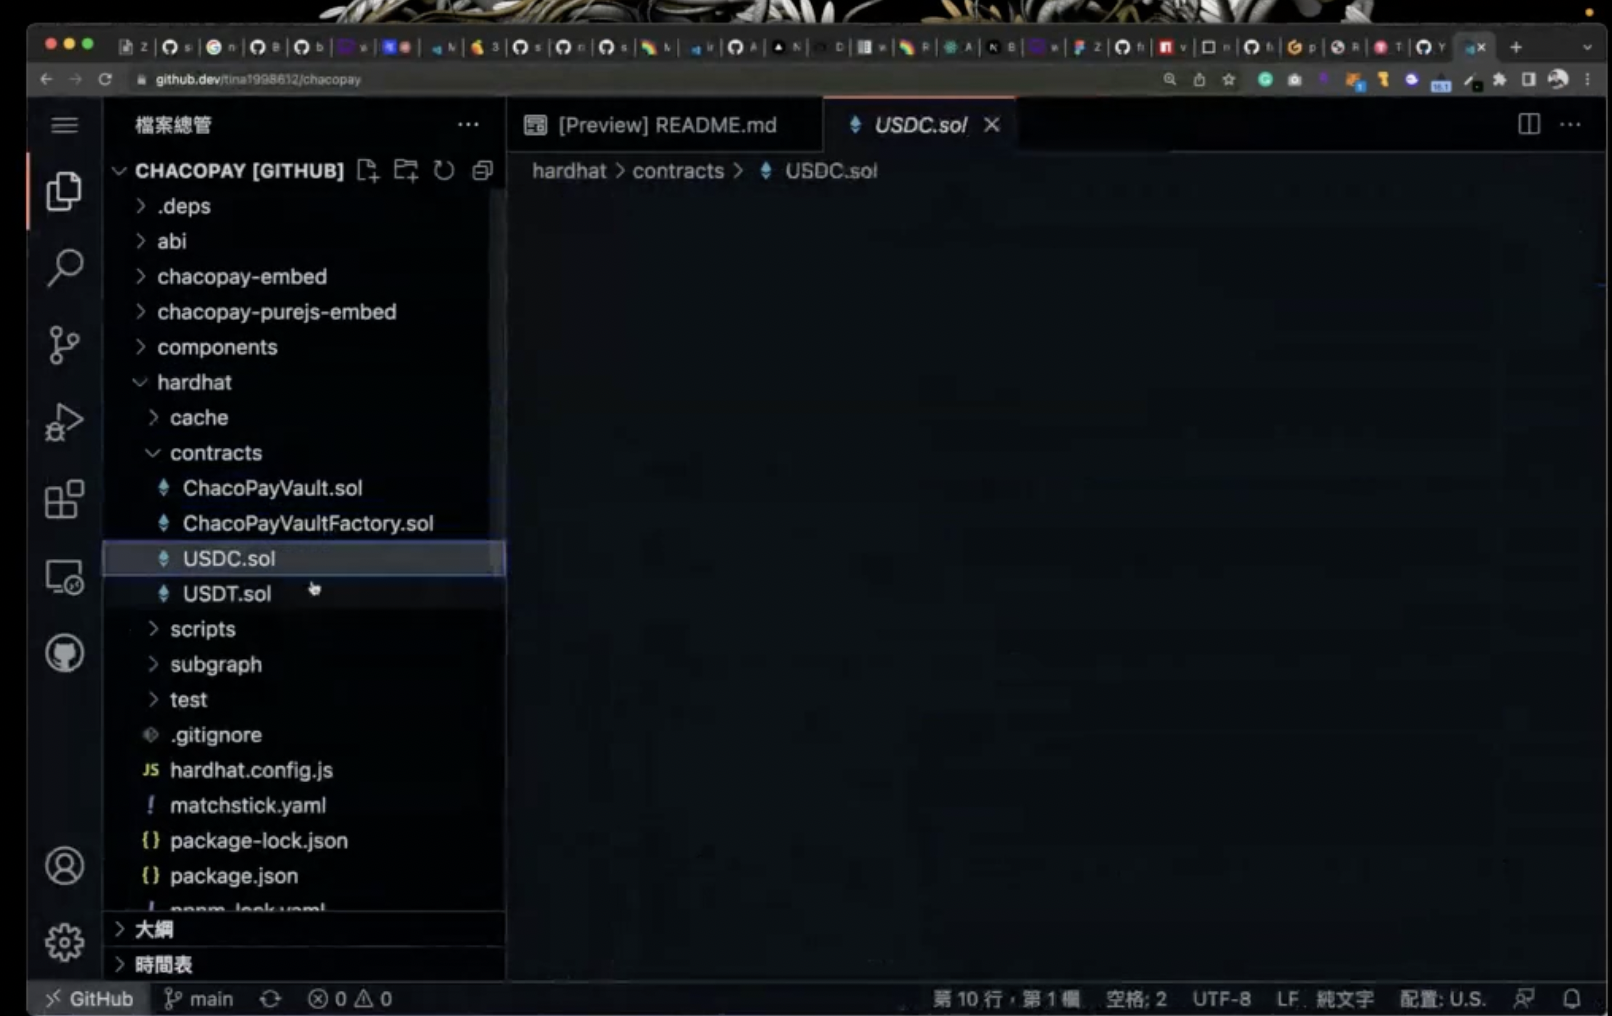 github.dev/tina1998612/chacopay
檔案總管
[Preview] README.md
USDC.sol
CHACOPAY [GITHUB]
hardhat > contracts > USDC.sol
.deps
abi
chacopay-embed
chacopay-purejs-embed
components
hardhat
cache
contracts
ChacoPayVault.sol
ChacoPayVaultFactory.sol
USDC.sol
USDT.sol
scripts
subgraph
test
.gitignore
JS hardhat.config.js
! matchstick.yaml
{} package-lock.json
{} package.json
! pnpm-lock.yaml
大綱
時間表
GitHub main 0 0 第 10 行,第 1 欄 空格: 2 UTF-8 LF 純文字 配置: U.S.